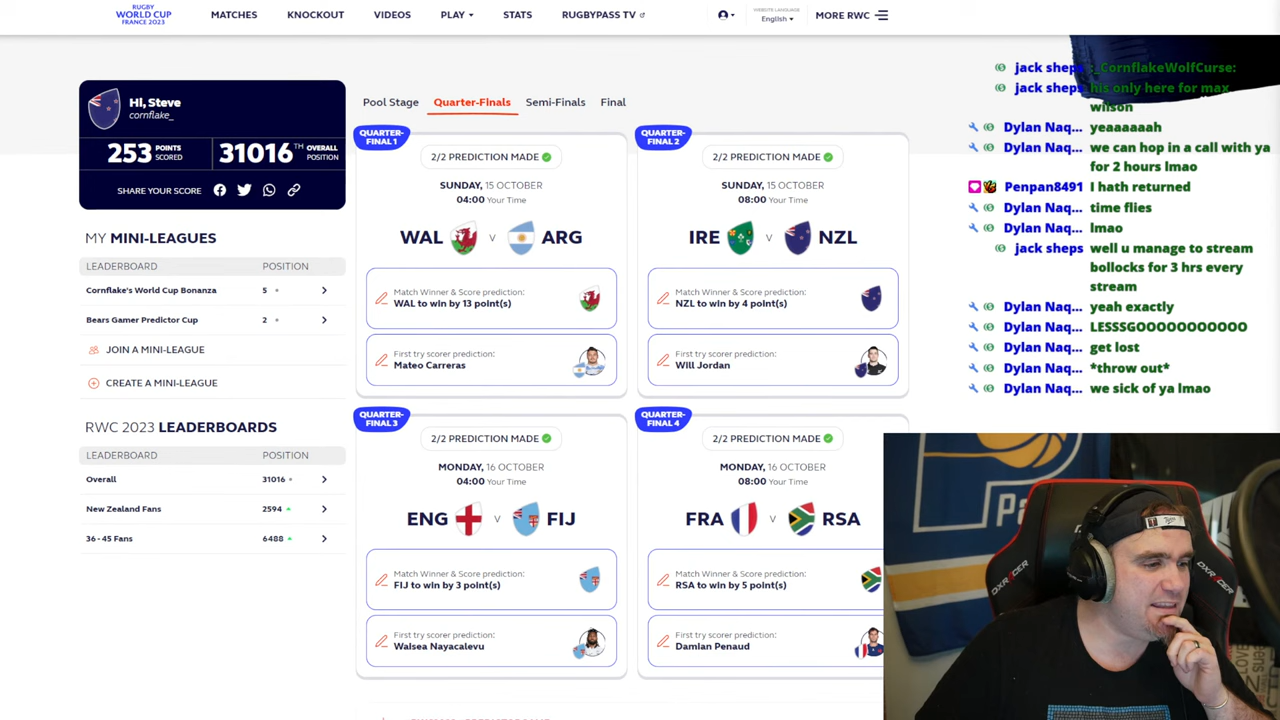 RUGBY
WORLD CUP
FRANCE 2023
MATCHES
KNOCKOUT
VIDEOS
PLAY
STATS
RUGBYPASS TV
WEBSITE LANGUAGE
English
MORE RWC
Hi, Steve
cornflake_
253 POINTS SCORED
31016TH OVERALL POSITION
SHARE YOUR SCORE
MY MINI-LEAGUES
LEADERBOARD POSITION
Cornflake's World Cup Bonanza 5
Bears Gamer Predictor Cup 2
JOIN A MINI-LEAGUE
CREATE A MINI-LEAGUE
RWC 2023 LEADERBOARDS
LEADERBOARD POSITION
Overall 31016
New Zealand Fans 2594
36 - 45 Fans 6488
Pool Stage
Quarter-Finals
Semi-Finals
Final
QUARTER-
FINAL 1
2/2 PREDICTION MADE
SUNDAY, 15 OCTOBER
04:00 Your Time
WAL V ARG
Match Winner & Score prediction:
WAL to win by 13 point(s)
First try scorer prediction:
Mateo Carreras
QUARTER-
FINAL 2
2/2 PREDICTION MADE
SUNDAY, 15 OCTOBER
08:00 Your Time
IRE V NZL
Match Winner & Score prediction:
NZL to win by 4 point(s)
First try scorer prediction:
Will Jordan
QUARTER-
FINAL 3
2/2 PREDICTION MADE
MONDAY, 16 OCTOBER
04:00 Your Time
ENG V FIJ
Match Winner & Score prediction:
FIJ to win by 3 point(s)
First try scorer prediction:
Waisea Nayacalevu
QUARTER-
FINAL 4
2/2 PREDICTION MADE
MONDAY, 16 OCTOBER
08:00 Your Time
FRA V RSA
Match Winner & Score prediction:
RSA to win by 5 point(s)
First try scorer prediction:
Damian Penaud
jack sheps :_CornflakeWolfCurse:
jack sheps his only here for max
wilson
Dylan Naq... yeaaaaaah
Dylan Naq... we can hop in a call with ya
for 2 hours lmao
Penpan8491 I hath returned
Dylan Naq... time flies
Dylan Naq... lmao
jack sheps well u manage to stream
bollocks for 3 hrs every
stream
Dylan Naq... yeah exactly
Dylan Naq... LESSSGOOOOOOOOOOO
Dylan Naq... get lost
Dylan Naq... *throw out*
Dylan Naq... we sick of ya lmao
DXRACER
DXRACER